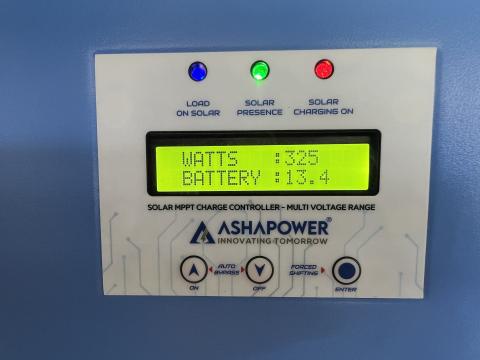 LOAD
ON SOLAR
SOLAR
PRESENCE
SOLAR
CHARGING ON
WATTS :325
BATTERY :13.4
SOLAR MPPT CHARGE CONTROLLER - MULTI VOLTAGE RANGE
ASHAPOWER®
INNOVATING TOMORROW
ON
AUTO
BYPASS
OFF
FORCED
SHIFTING
ENTER